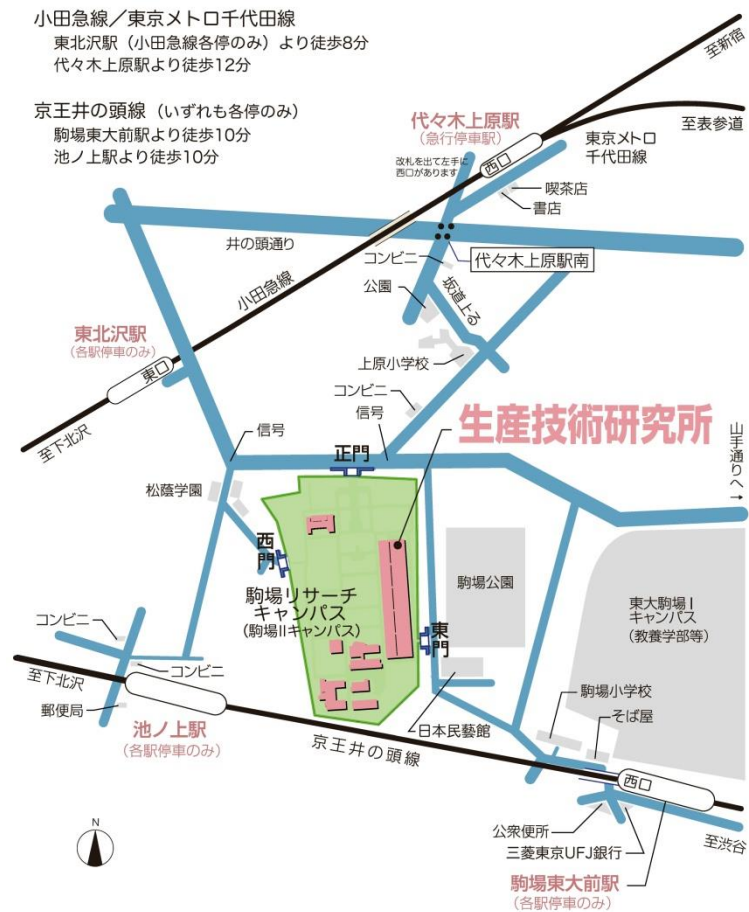 小田急線／東京メトロ千代田線
東北沢駅（小田急線各停のみ）より徒歩8分
代々木上原駅より徒歩12分
京王井の頭線（いずれも各停のみ）
駒場東大前駅より徒歩10分
池ノ上駅より徒歩10分
至新宿
代々木上原駅
（急行停車駅）
西口
至表参道
東京メトロ
千代田線
改札を出て左手に
西口があります
喫茶店
書店
井の頭通り
コンビニ
代々木上原駅南
小田急線
公園
坂道上る
東北沢駅
（各駅停車のみ）
東口
上原小学校
コンビニ
信号
生産技術研究所
至下北沢
信号
正門
山手通りへ→
松蔭学園
西門
駒場リサーチ
キャンパス
（駒場IIキャンパス）
駒場公園
東大駒場I
キャンパス
（教養学部等）
東門
コンビニ
コンビニ
至下北沢
郵便局
駒場小学校
そば屋
日本民藝館
池ノ上駅
（各駅停車のみ）
京王井の頭線
西口
N
公衆便所
三菱東京UFJ銀行
至渋谷
駒場東大前駅
（各駅停車のみ）